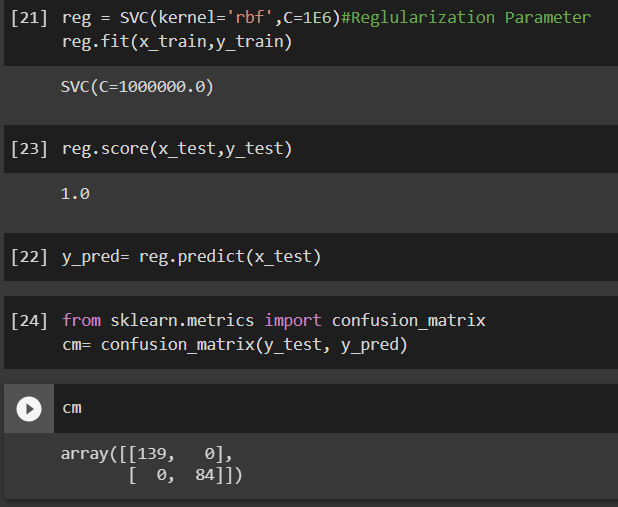 [21] reg = SVC(kernel='rbf',C=1E6)#Reglularization Parameter
reg.fit(x_train,y_train)
SVC(C=1000000.0)
[23] reg.score(x_test,y_test)
1.0
[22] y_pred= reg.predict(x_test)
[24] from sklearn.metrics import confusion_matrix
cm= confusion_matrix(y_test, y_pred)
cm
array([[139,   0],
       [  0,  84]])